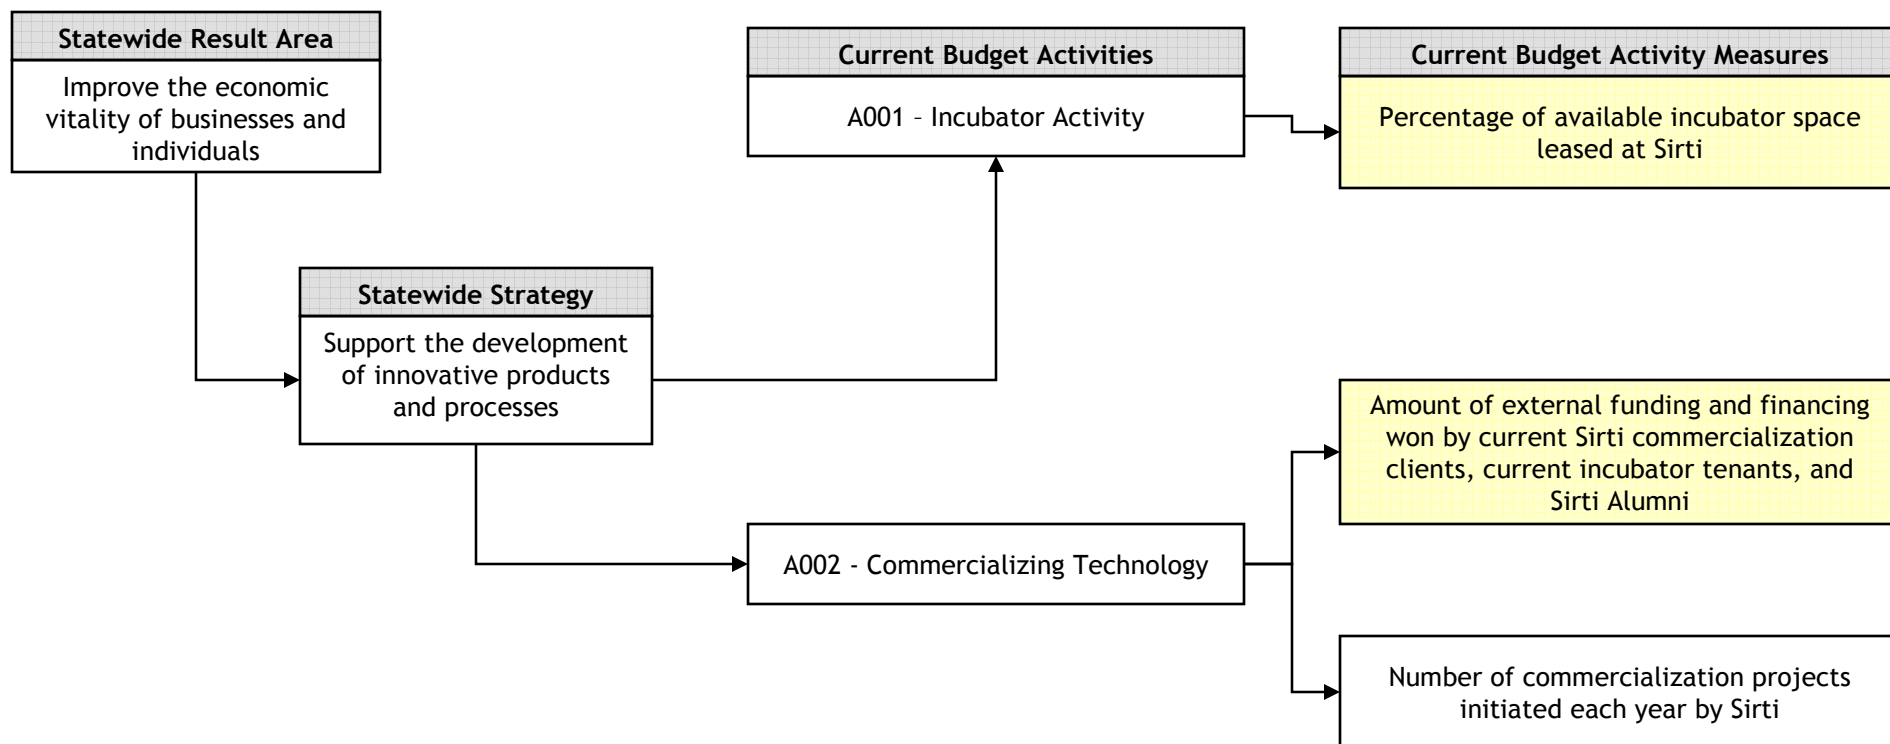 Statewide Result Area
Improve the economic
vitality of businesses and
individuals
Statewide Strategy
Support the development
of innovative products
and processes
Current Budget Activities
A001 – Incubator Activity
A002 - Commercializing Technology
Current Budget Activity Measures
Percentage of available incubator space
leased at Sirti
Amount of external funding and financing
won by current Sirti commercialization
clients, current incubator tenants, and
Sirti Alumni
Number of commercialization projects
initiated each year by Sirti